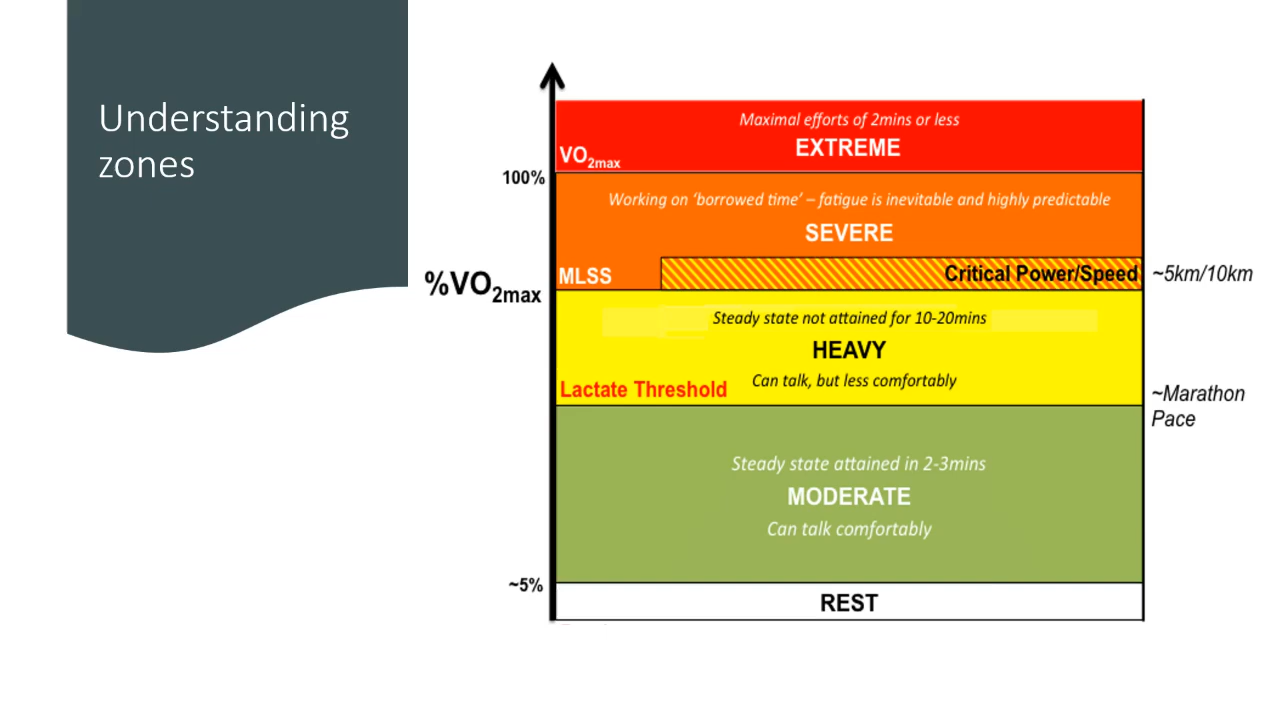 Understanding
zones
Maximal efforts of 2mins or less
EXTREME
VO2max
100%
Working on ‘borrowed time’ – fatigue is inevitable and highly predictable
SEVERE
MLSS
Critical Power/Speed
~5km/10km
%VO2max
Steady state not attained for 10-20mins
HEAVY
Can talk, but less comfortably
Lactate Threshold
~Marathon
Pace
Steady state attained in 2-3mins
MODERATE
Can talk comfortably
~5%
REST